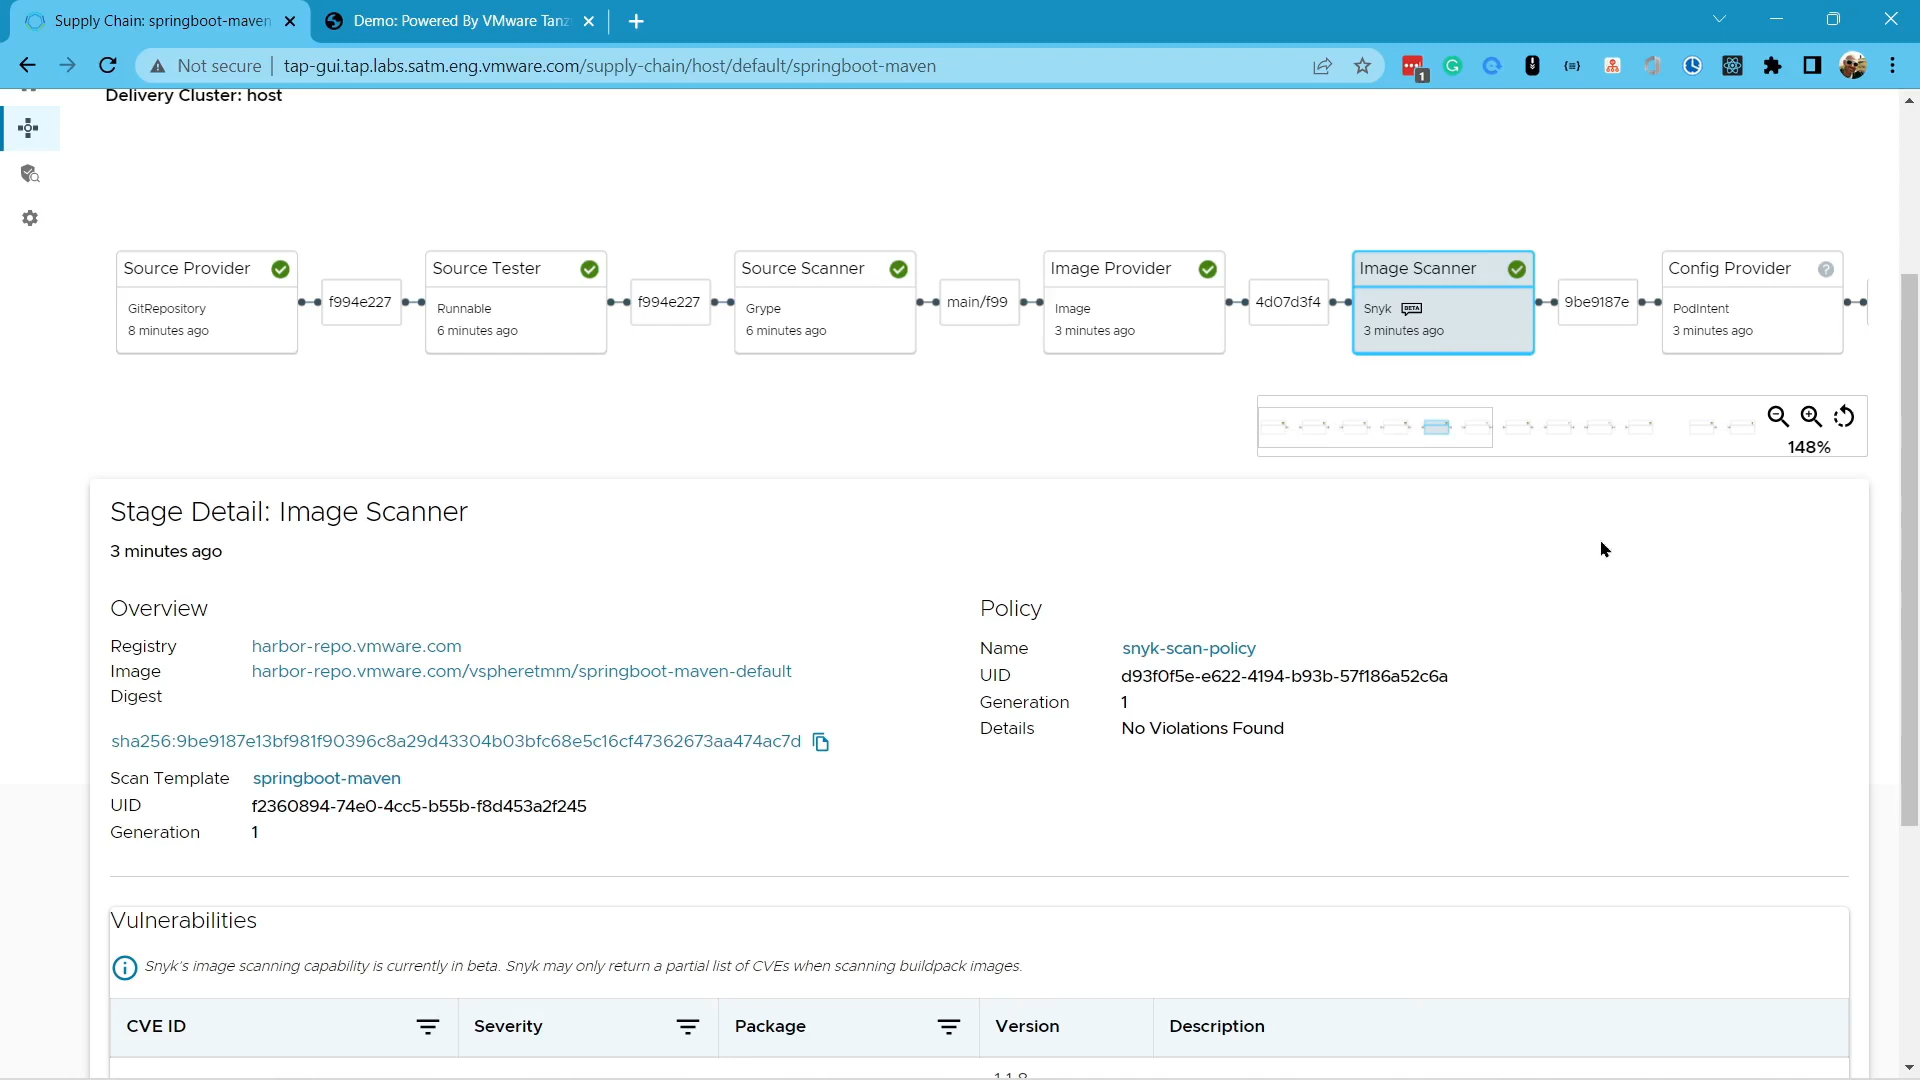 Supply Chain: springboot-maven
Demo: Powered By VMware Tanz
Not secure
tap-gui.tap.labs.satm.eng.vmware.com/supply-chain/host/default/springboot-maven
1
Delivery Cluster: host
Source Provider
GitRepository
8 minutes ago
f994e227
Source Tester
Runnable
6 minutes ago
f994e227
Source Scanner
Grype
6 minutes ago
main/f99
Image Provider
Image
3 minutes ago
4d07d3f4
Image Scanner
Snyk BETA
3 minutes ago
9be9187e
Config Provider
PodIntent
3 minutes ago
148%
Stage Detail: Image Scanner
3 minutes ago
Overview
Registry harbor-repo.vmware.com
Image harbor-repo.vmware.com/vspheretmm/springboot-maven-default
Digest
sha256:9be9187e13bf981f90396c8a29d43304b03bfc68e5c16cf47362673aa474ac7d
Scan Template springboot-maven
UID f2360894-74e0-4cc5-b55b-f8d453a2f245
Generation 1
Policy
Name snyk-scan-policy
UID d93f0f5e-e622-4194-b93b-57f186a52c6a
Generation 1
Details No Violations Found
Vulnerabilities
Snyk's image scanning capability is currently in beta. Snyk may only return a partial list of CVEs when scanning buildpack images.
CVE ID Severity Package Version Description